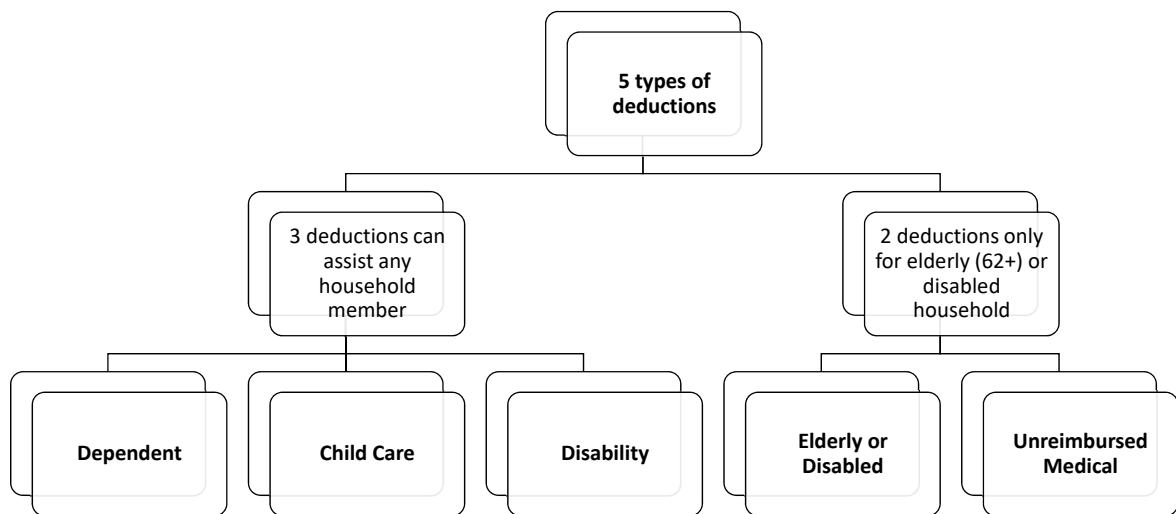 5 types of
deductions
3 deductions can
assist any
household
member
2 deductions only
for elderly (62+) or
disabled
household
Dependent
Child Care
Disability
Elderly or
Disabled
Unreimbursed
Medical